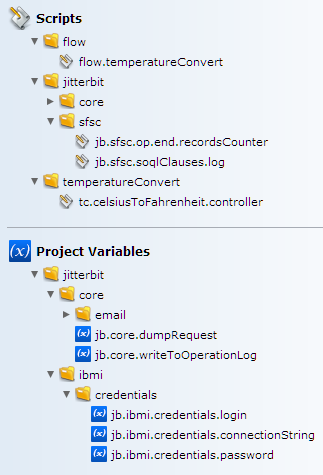 Scripts
flow
flow.temperatureConvert
jitterbit
core
sfsc
jb.sfsc.op.end.recordsCounter
jb.sfsc.soqlClauses.log
temperatureConvert
tc.celsiusToFahrenheit.controller
(x) Project Variables
jitterbit
core
email
(x) jb.core.dumpRequest
(x) jb.core.writeToOperationLog
ibmi
credentials
(x) jb.ibmi.credentials.login
(x) jb.ibmi.credentials.connectionString
(x) jb.ibmi.credentials.password